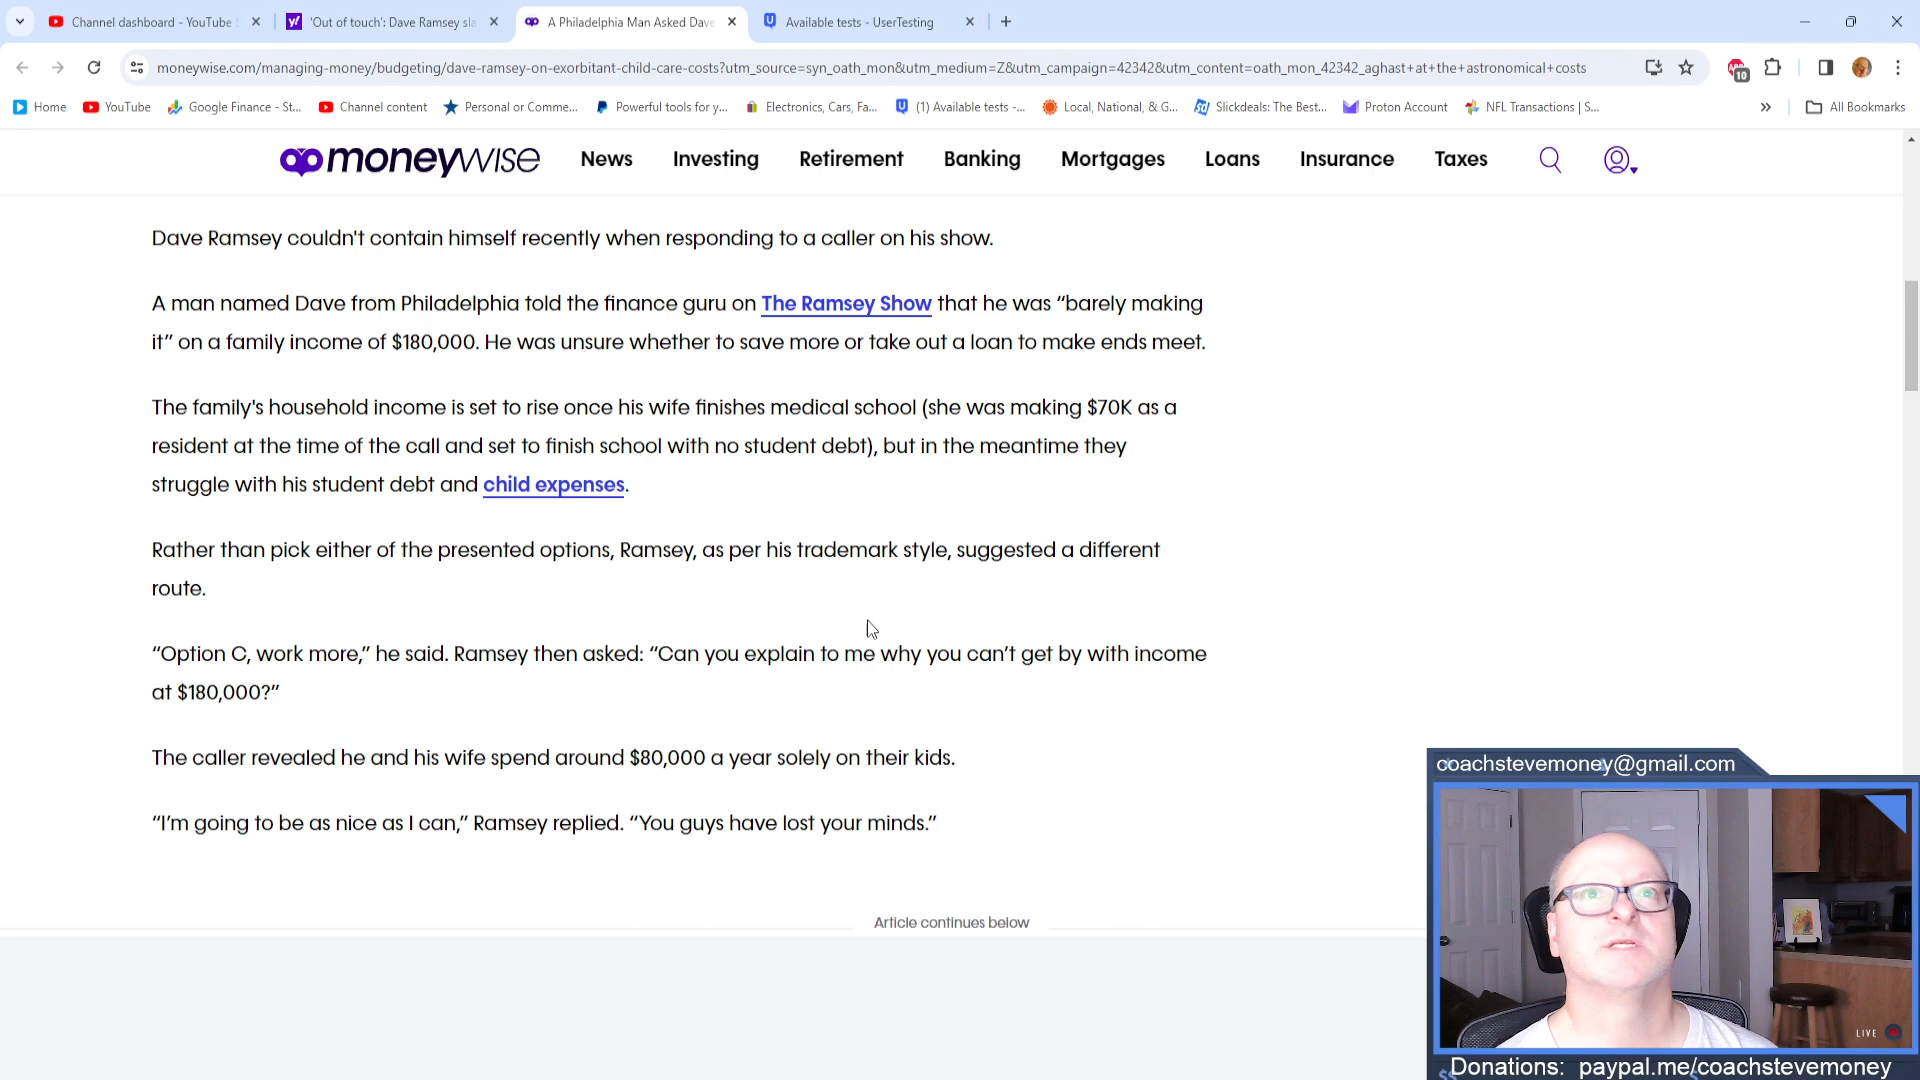 Channel dashboard - YouTube S
'Out of touch': Dave Ramsey sla
A Philadelphia Man Asked Dave
Available tests - UserTesting
moneywise.com/managing-money/budgeting/dave-ramsey-on-exorbitant-child-care-costs?utm_source=syn_oath_mon&utm_medium=Z&utm_campaign=42342&utm_content=oath_mon_42342_aghast+at+the+astronomical+costs
10
Home
YouTube
Google Finance - St...
Channel content
Personal or Comme...
Powerful tools for y...
Electronics, Cars, Fa...
(1) Available tests -...
Local, National, & G...
Slickdeals: The Best...
Proton Account
NFL Transactions | S...
»
All Bookmarks
moneywise
News
Investing
Retirement
Banking
Mortgages
Loans
Insurance
Taxes
Dave Ramsey couldn't contain himself recently when responding to a caller on his show.
A man named Dave from Philadelphia told the finance guru on The Ramsey Show that he was “barely making
it” on a family income of $180,000. He was unsure whether to save more or take out a loan to make ends meet.
The family's household income is set to rise once his wife finishes medical school (she was making $70K as a
resident at the time of the call and set to finish school with no student debt), but in the meantime they
struggle with his student debt and child expenses.
Rather than pick either of the presented options, Ramsey, as per his trademark style, suggested a different
route.
“Option C, work more,” he said. Ramsey then asked: “Can you explain to me why you can’t get by with income
at $180,000?”
The caller revealed he and his wife spend around $80,000 a year solely on their kids.
“I’m going to be as nice as I can,” Ramsey replied. “You guys have lost your minds.”
Article continues below
coachstevemoney@gmail.com
LIVE
Donations: paypal.me/coachstevemoney